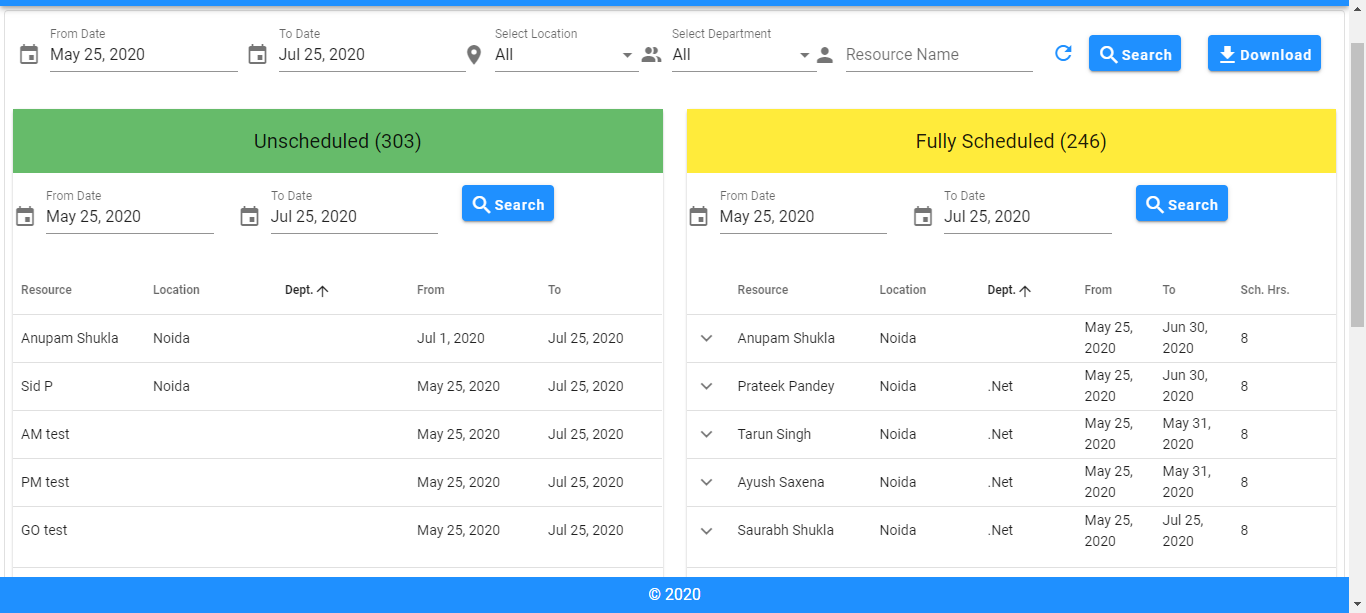 From Date To Date Select Location Select Department
May 25, 2020 Jul 25, 2020 All All Resource Name Search Download
Unscheduled (303)
From Date To Date
May 25, 2020 Jul 25, 2020 Search
Resource Location Dept. From To
Anupam Shukla Noida Jul 1, 2020 Jul 25, 2020
Sid P Noida May 25, 2020 Jul 25, 2020
AM test May 25, 2020 Jul 25, 2020
PM test May 25, 2020 Jul 25, 2020
GO test May 25, 2020 Jul 25, 2020
Fully Scheduled (246)
From Date To Date
May 25, 2020 Jul 25, 2020 Search
Resource Location Dept. From To Sch. Hrs.
Anupam Shukla Noida May 25, 2020 Jun 30, 2020 8
Prateek Pandey Noida .Net May 25, 2020 Jun 30, 2020 8
Tarun Singh Noida .Net May 25, 2020 May 31, 2020 8
Ayush Saxena Noida .Net May 25, 2020 May 31, 2020 8
Saurabh Shukla Noida .Net May 25, 2020 Jul 25, 2020 8
© 2020